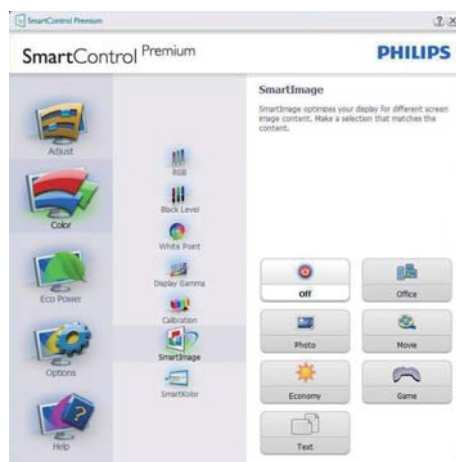 SmartControl Premium
SmartControl Premium
PHILIPS
Adjust
Color
Eco Power
Options
Help
RGB
Black Level
White Point
Display Gamma
Calibration
SmartImage
SmartKolor
SmartImage
SmartImage optimizes your display for different screen
image content. Make a selection that matches the
content.
Off
Office
Photo
Movie
Economy
Game
Text